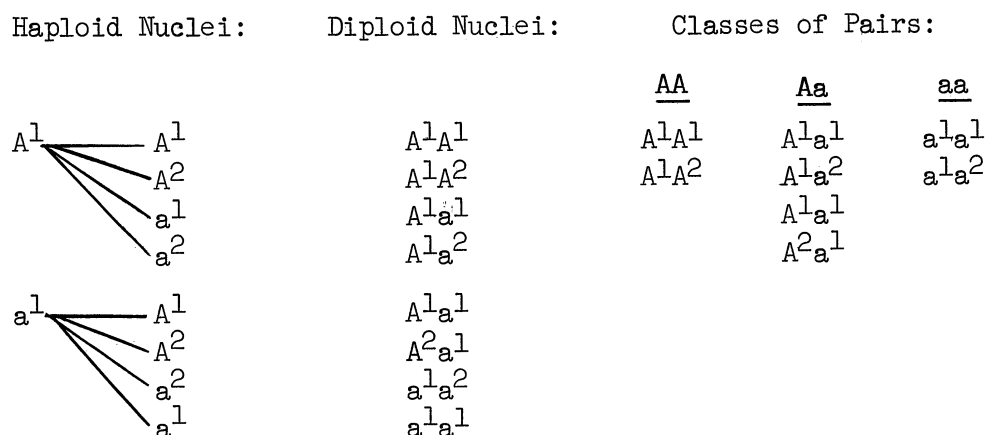 Haploid Nuclei: Diploid Nuclei: Classes of Pairs:
AA Aa aa
A¹ A¹ A¹A¹ A¹A¹ A¹a¹ a¹a¹
A² A¹A² A¹A² A¹a² a¹a²
a¹ A¹a¹ A¹a¹
a² A¹a² A²a¹
a¹ A¹ A¹a¹
A² A²a¹
a² a¹a²
a¹ a¹a¹